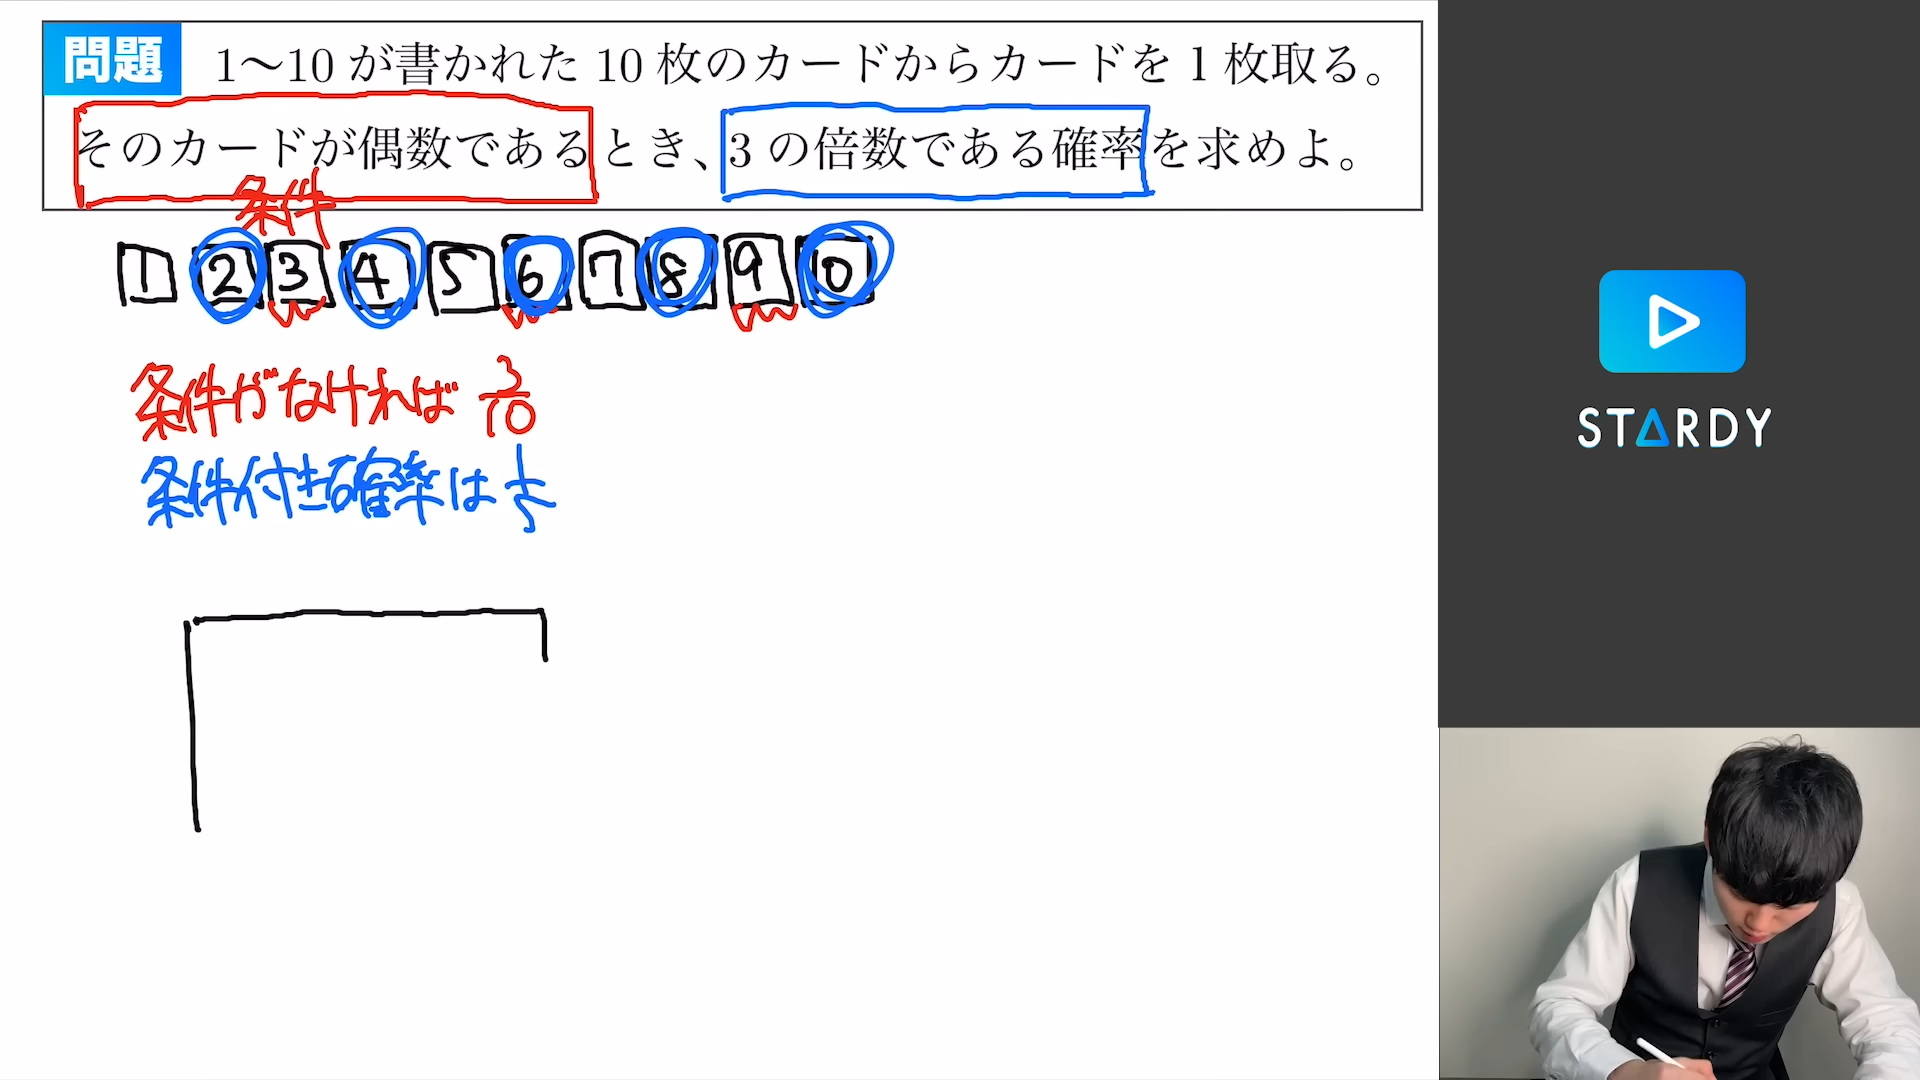 問題 1〜10 が書かれた 10 枚のカードからカードを 1 枚取る。
そのカードが偶数であるとき、3 の倍数である確率を求めよ。
条件
1 2 3 4 5 6 7 8 9 10
条件がなければ 3/10
条件付き確率は 1/5
STARDY